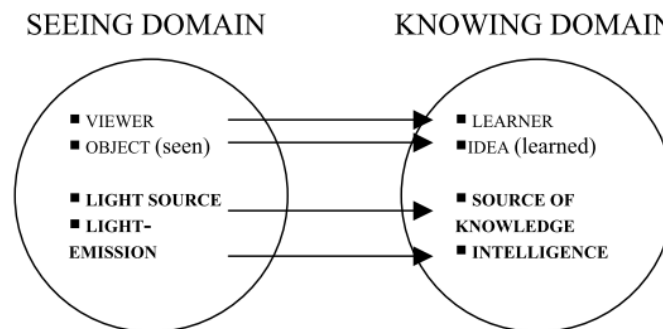 SEEING DOMAIN
KNOWING DOMAIN
▪ VIEWER
▪ OBJECT (seen)
▪ LIGHT SOURCE
▪ LIGHT-
EMISSION
▪ LEARNER
▪IDEA (learned)
▪ SOURCE OF
KNOWLEDGE
▪ INTELLIGENCE